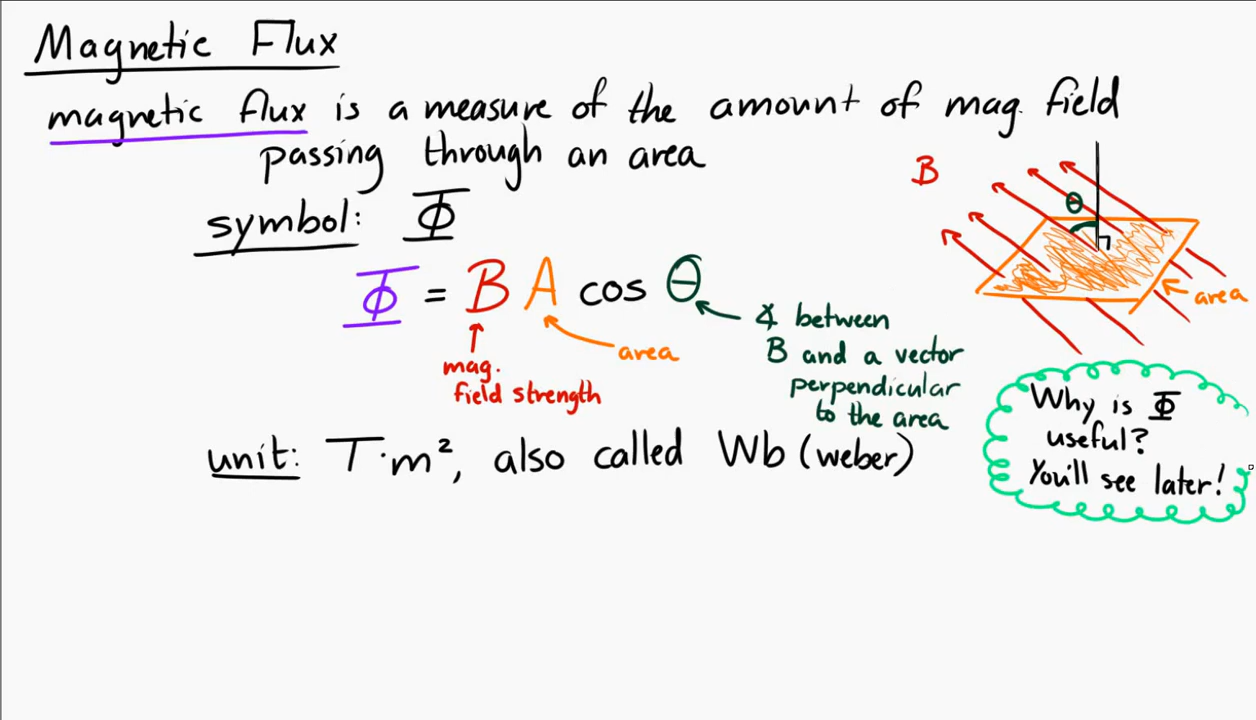 Magnetic Flux
magnetic flux is a measure of the amount of mag. field
passing through an area
symbol: Φ
B
θ
area
Φ = B A cos θ
mag.
field strength
area
∡ between
B and a vector
perpendicular
to the area
unit: T·m², also called Wb (weber)
Why is Φ
useful?
You'll see later!